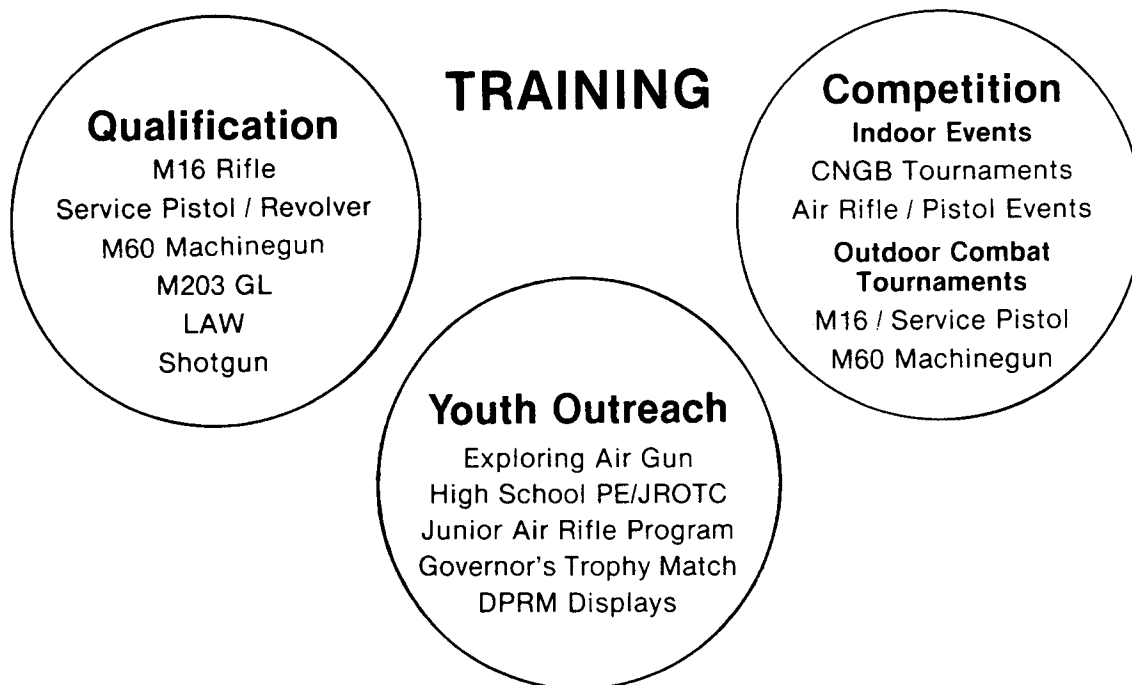 TRAINING
Qualification
M16 Rifle
Service Pistol / Revolver
M60 Machinegun
M203 GL
LAW
Shotgun
Competition
Indoor Events
CNGB Tournaments
Air Rifle / Pistol Events
Outdoor Combat
Tournaments
M16 / Service Pistol
M60 Machinegun
Youth Outreach
Exploring Air Gun
High School PE/JROTC
Junior Air Rifle Program
Governor's Trophy Match
DPRM Displays